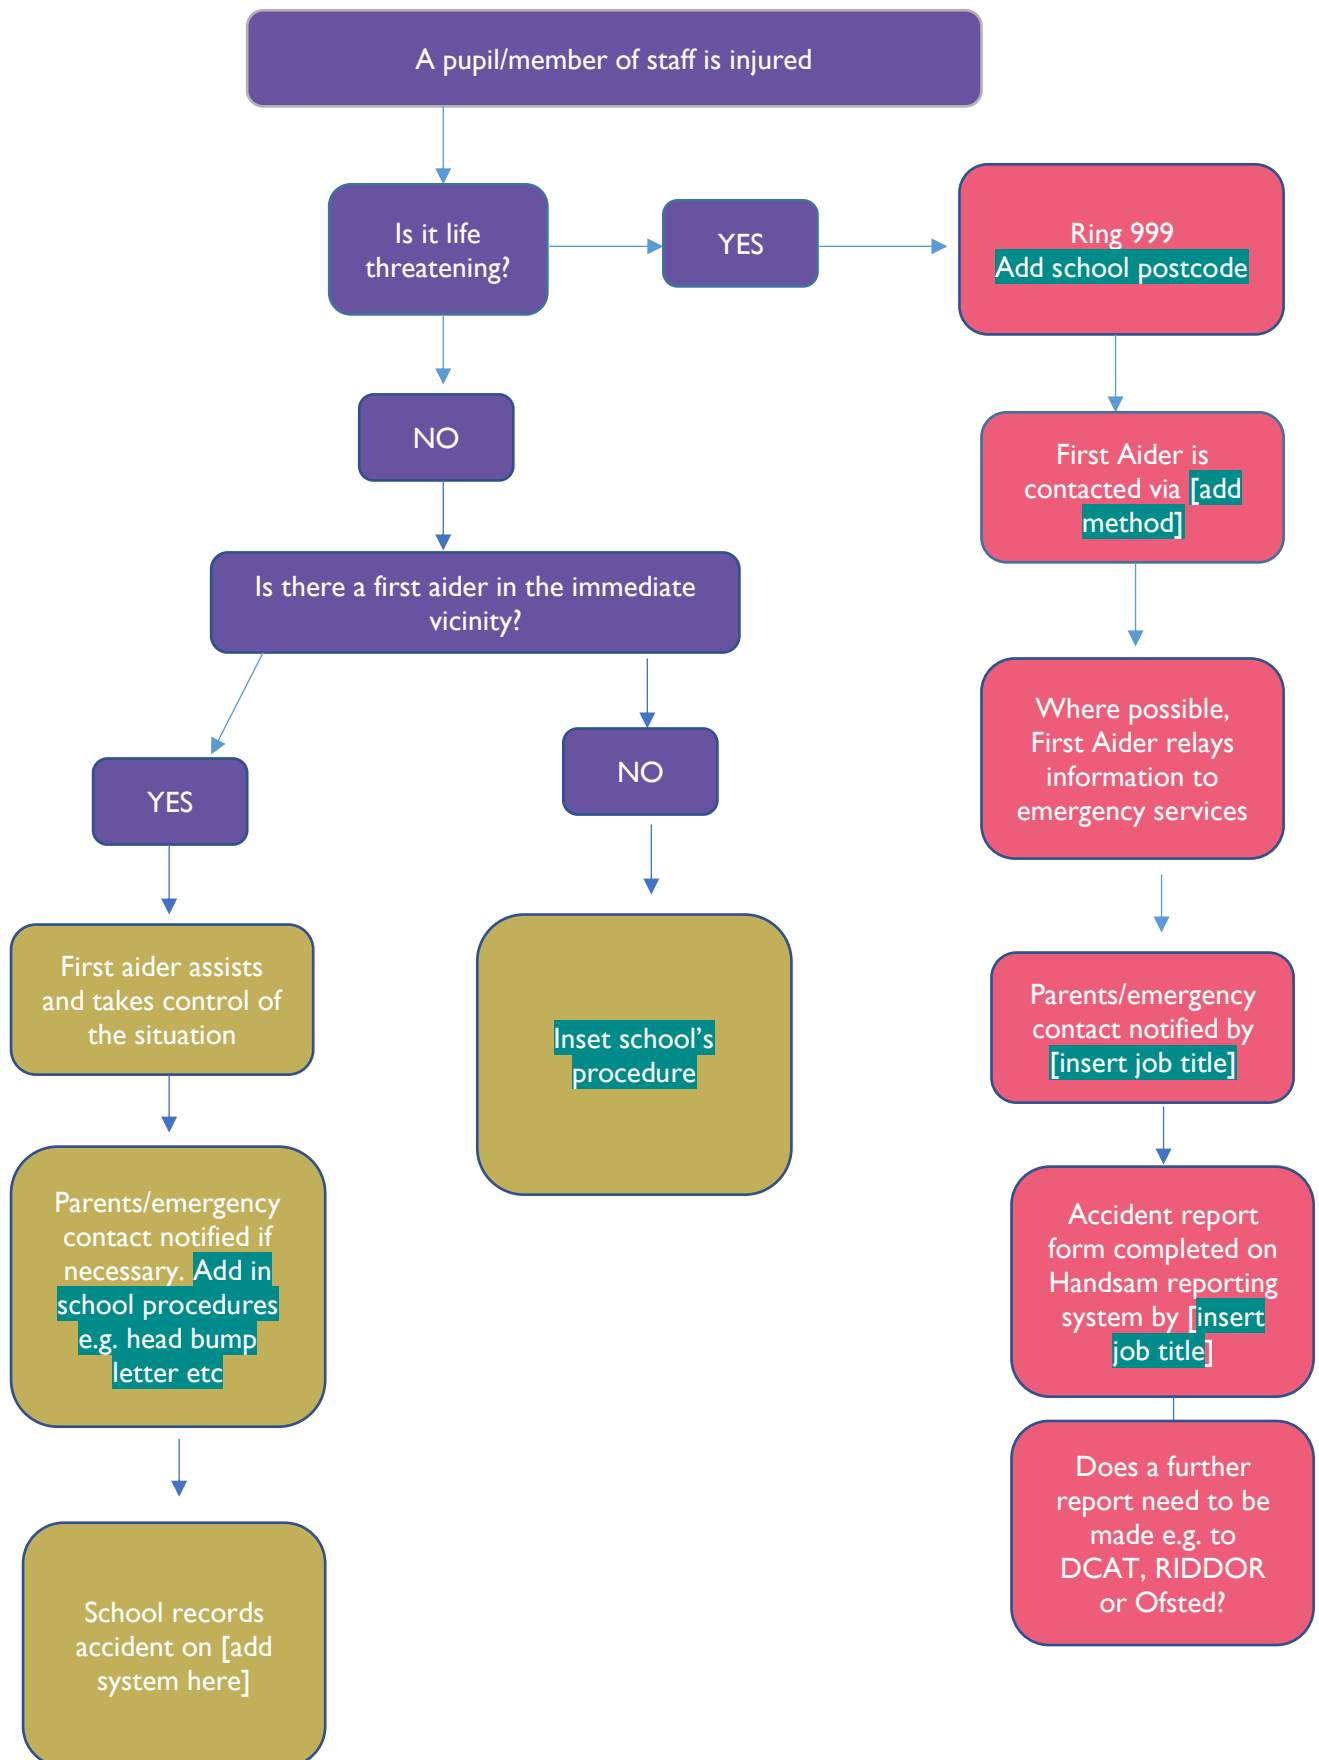 A pupil/member of staff is injured
Is it life
threatening?
YES
Ring 999
Add school postcode
NO
First Aider is
contacted via [add
method]
Is there a first aider in the immediate
vicinity?
Where possible,
First Aider relays
information to
emergency services
YES
NO
First aider assists
and takes control of
the situation
Inset school’s
procedure
Parents/emergency
contact notified by
[insert job title]
Parents/emergency
contact notified if
necessary. Add in
school procedures
e.g. head bump
letter etc
Accident report
form completed on
Handsam reporting
system by [insert
job title]
Does a further
report need to be
made e.g. to
DCAT, RIDDOR
or Ofsted?
School records
accident on [add
system here]